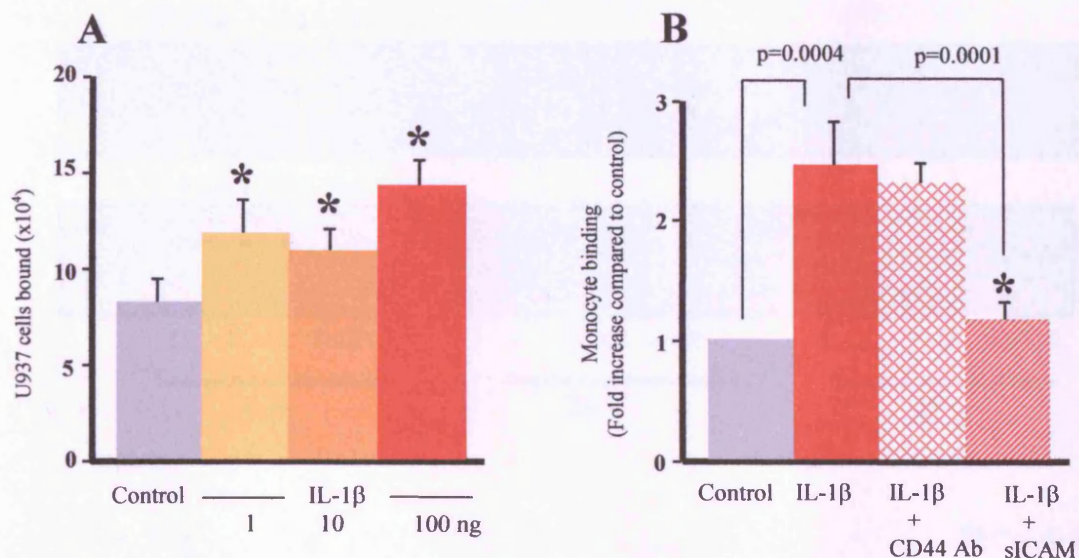 A
U937 cells bound (x10⁴)
20
15
10
5
0
*
*
*
Control
IL-1β
1
10
100 ng
B
p=0.0004
p=0.0001
Monocyte binding
(Fold increase compared to control)
3
2
1
0
*
Control
IL-1β
IL-1β
+
CD44 Ab
IL-1β
+
sICAM